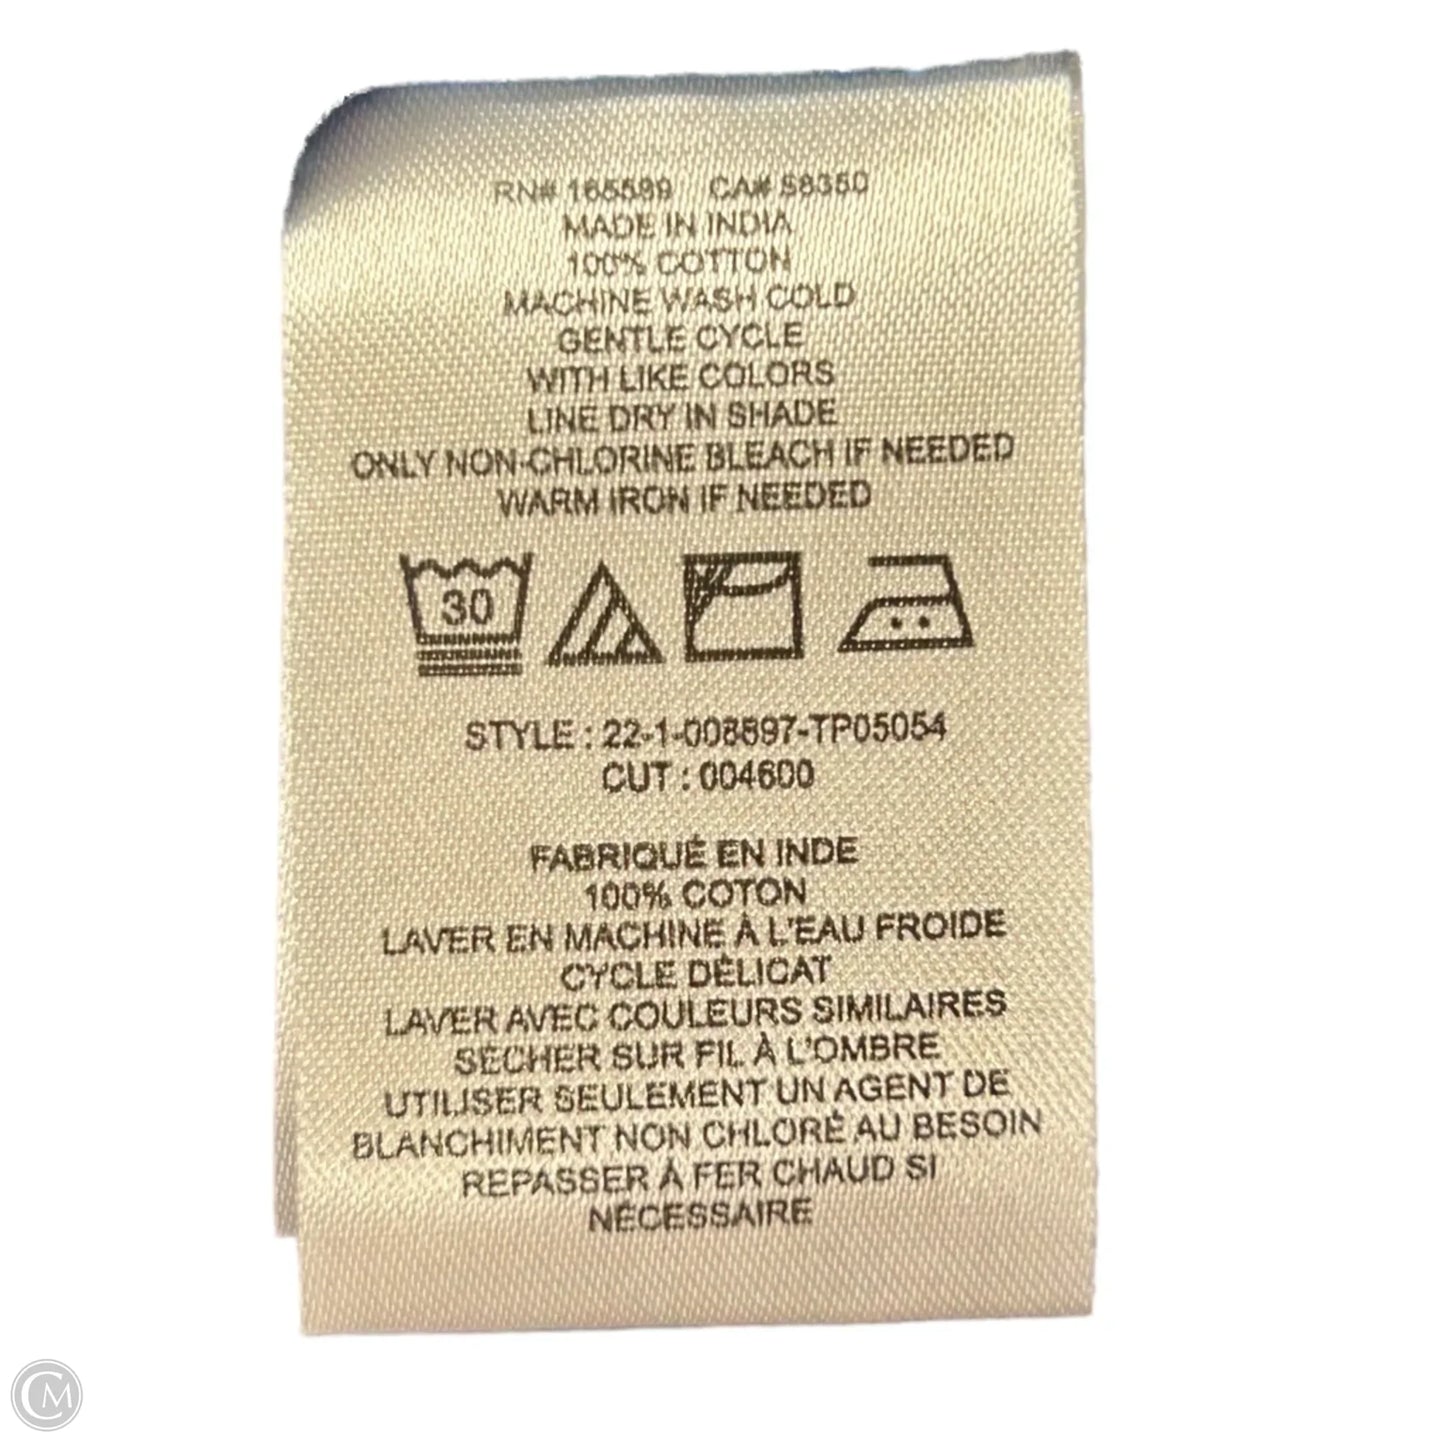 RN# 165589 CA# 58350
MADE IN INDIA
100% COTTON
MACHINE WASH COLD
GENTLE CYCLE
WITH LIKE COLORS
LINE DRY IN SHADE
ONLY NON-CHLORINE BLEACH IF NEEDED
WARM IRON IF NEEDED
30
STYLE : 22-1-008897-TP05054
CUT : 004600
FABRIQUÉ EN INDE
100% COTON
LAVER EN MACHINE À L'EAU FROIDE
CYCLE DÉLICAT
LAVER AVEC COULEURS SIMILAIRES
SÉCHER SUR FIL À L'OMBRE
UTILISER SEULEMENT UN AGENT DE
BLANCHIMENT NON CHLORÉ AU BESOIN
REPASSER À FER CHAUD SI
NÉCESSAIRE
CM